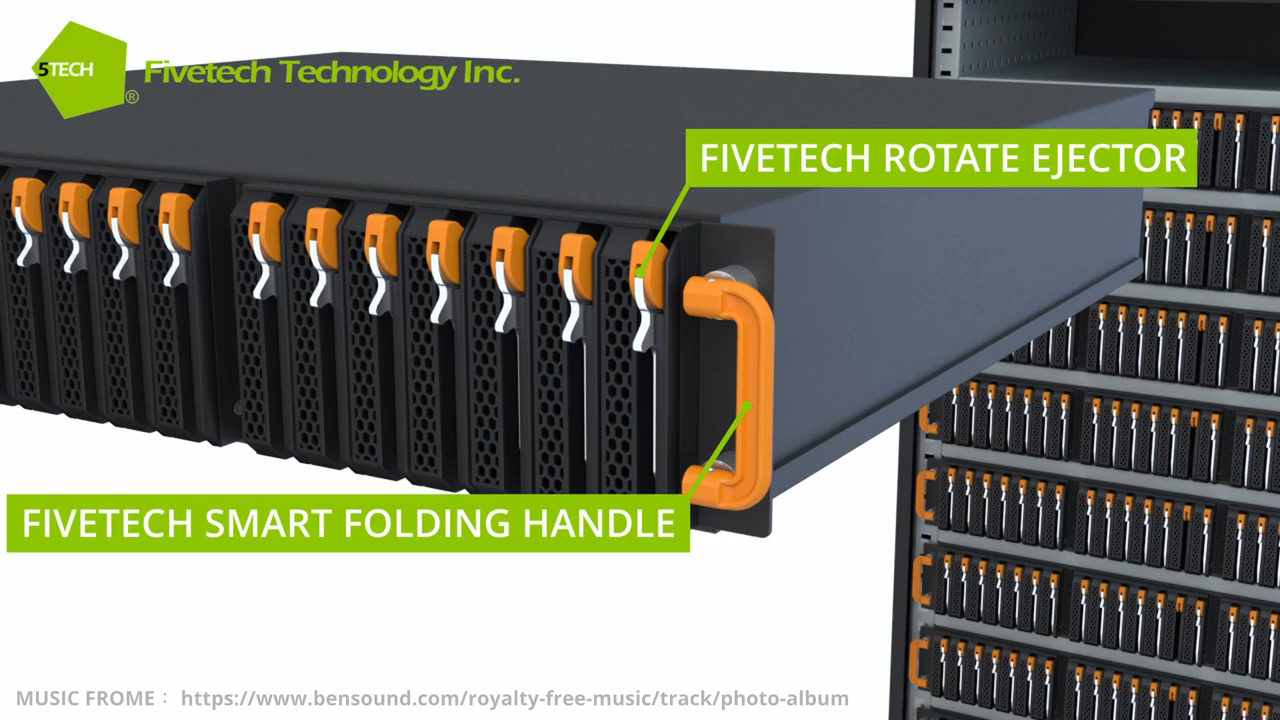 5TECH
®
Fivetech Technology Inc.
FIVETECH ROTATE EJECTOR
FIVETECH SMART FOLDING HANDLE
MUSIC FROME： https://www.bensound.com/royalty-free-music/track/photo-album